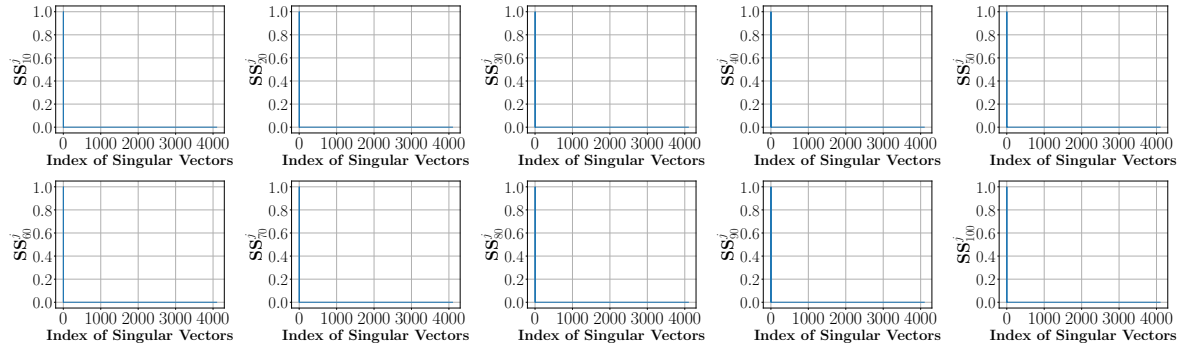 1.0 1.0 1.0 1.0 1.0
0.8 0.8 0.8 0.8 0.8
0.6 0.6 0.6 0.6 0.6
0.4 0.4 0.4 0.4 0.4
0.2 0.2 0.2 0.2 0.2
0.0 0.0 0.0 0.0 0.0
SS^j_10 SS^j_20 SS^j_30 SS^j_40 SS^j_50
0 1000 2000 3000 4000 0 1000 2000 3000 4000 0 1000 2000 3000 4000 0 1000 2000 3000 4000 0 1000 2000 3000 4000
Index of Singular Vectors Index of Singular Vectors Index of Singular Vectors Index of Singular Vectors Index of Singular Vectors
1.0 1.0 1.0 1.0 1.0
0.8 0.8 0.8 0.8 0.8
0.6 0.6 0.6 0.6 0.6
0.4 0.4 0.4 0.4 0.4
0.2 0.2 0.2 0.2 0.2
0.0 0.0 0.0 0.0 0.0
SS^j_60 SS^j_70 SS^j_80 SS^j_90 SS^j_100
0 1000 2000 3000 4000 0 1000 2000 3000 4000 0 1000 2000 3000 4000 0 1000 2000 3000 4000 0 1000 2000 3000 4000
Index of Singular Vectors Index of Singular Vectors Index of Singular Vectors Index of Singular Vectors Index of Singular Vectors